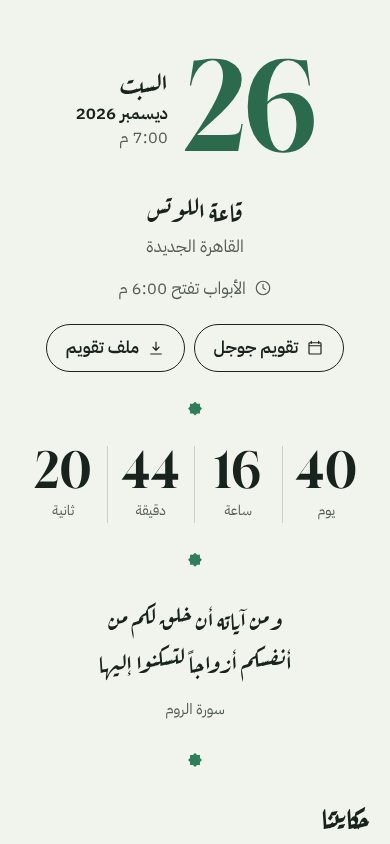 26
السبت
ديسمبر 2026
7:00 م
قاعة اللوتس
القاهرة الجديدة
الأبواب تفتح 6:00 م
تقويم جوجل
ملف تقويم
40
يوم
16
ساعة
44
دقيقة
20
ثانية
ومن آياته أن خلق لكم من
أنفسكم أزواجاً لتسكنوا إليها
سورة الروم
حكايتنا